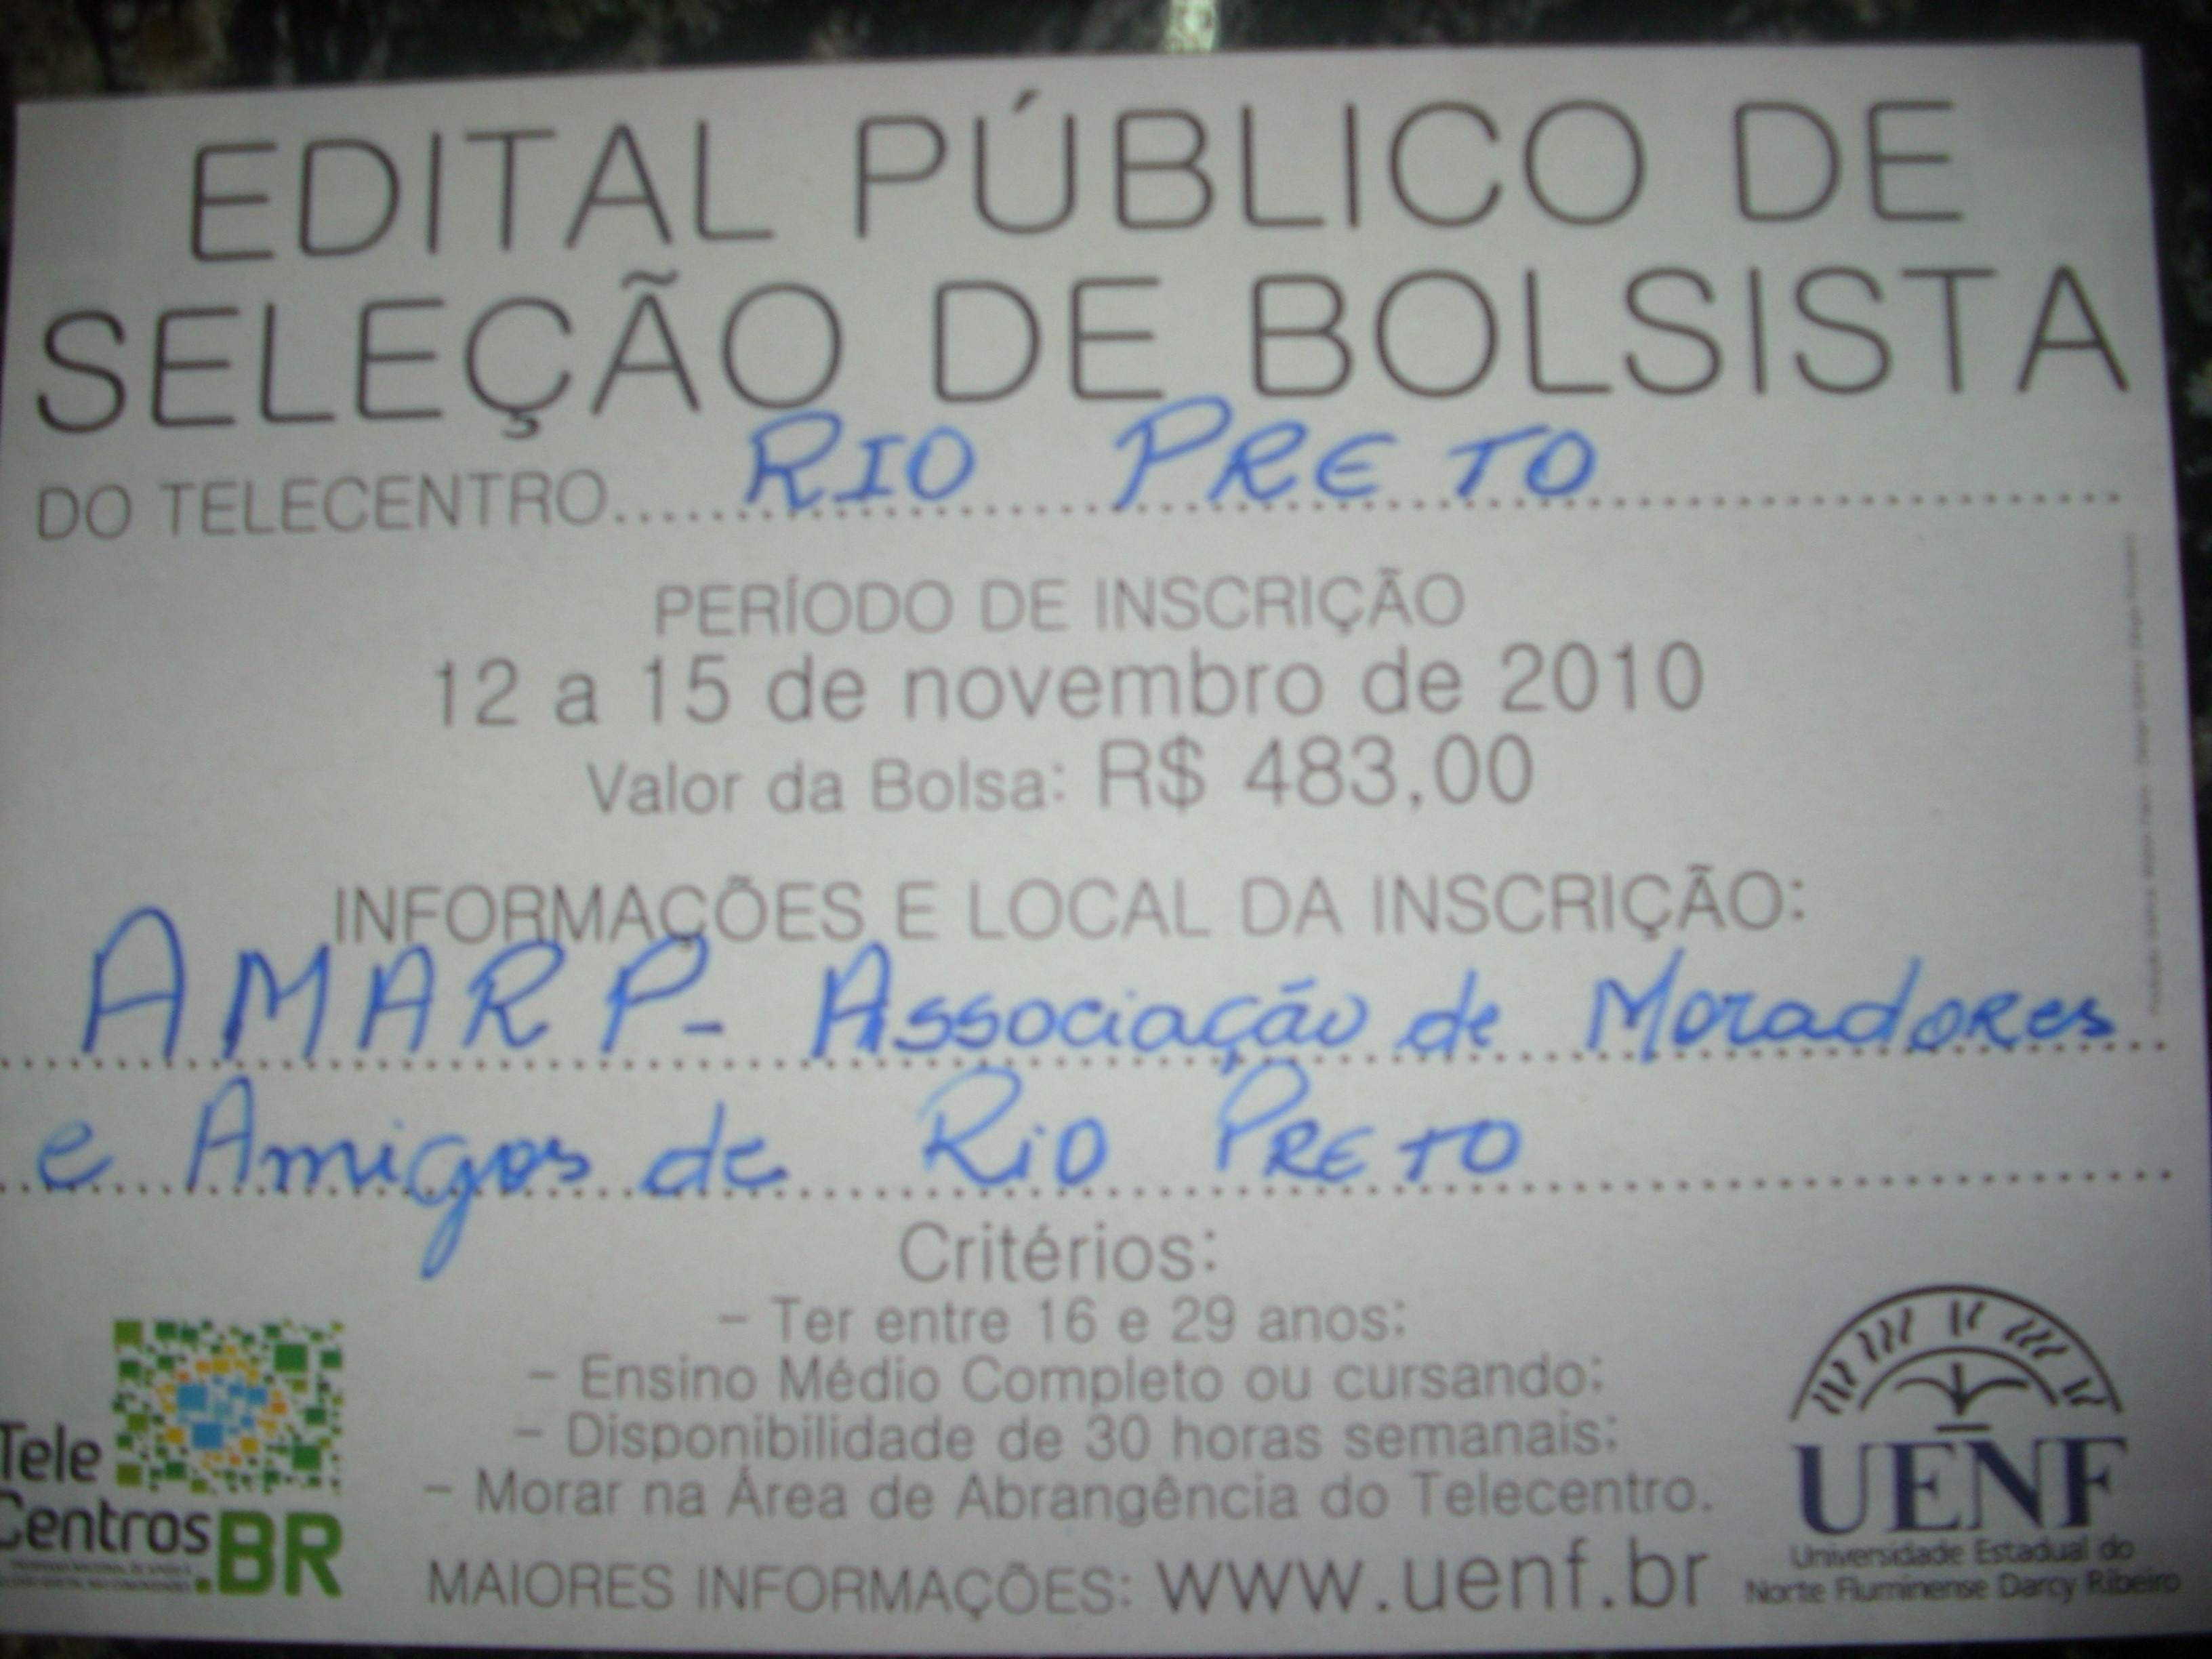 EDITAL PÚBLICO DE
SELEÇÃO DE BOLSISTA
DO TELECENTRO.....RIO PRETO
PERÍODO DE INSCRIÇÃO
12 a 15 de novembro de 2010
Valor da Bolsa: R$ 483,00
INFORMAÇÕES E LOCAL DA INSCRIÇÃO:
AMARP - Associação de Moradores
e Amigos de Rio Preto
Critérios:
- Ter entre 16 e 29 anos;
- Ensino Médio Completo ou cursando;
- Disponibilidade de 30 horas semanais;
- Morar na Área de Abrangência do Telecentro.
MAIORES INFORMAÇÕES: www.uenf.br
Tele
Centros
.BR
UENF
Universidade Estadual do
Norte Fluminense Darcy Ribeiro